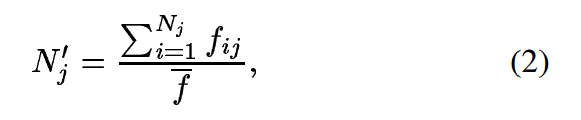 N'_j = \frac{\sum_{i=1}^{N_j} f_{ij}}{\overline{f}}, (2)